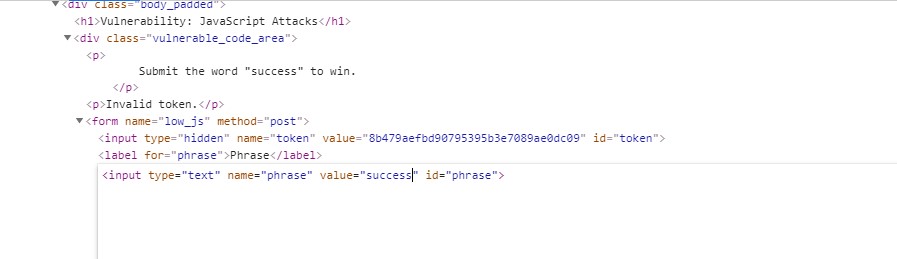 <div class="body_padded">
<h1>Vulnerability: JavaScript Attacks</h1>
<div class="vulnerable_code_area">
<p>
Submit the word "success" to win.
</p>
<p>Invalid token.</p>
<form name="low_js" method="post">
<input type="hidden" name="token" value="8b479aefbd90795395b3e7089ae0dc09" id="token">
<label for="phrase">Phrase</label>
<input type="text" name="phrase" value="success" id="phrase">